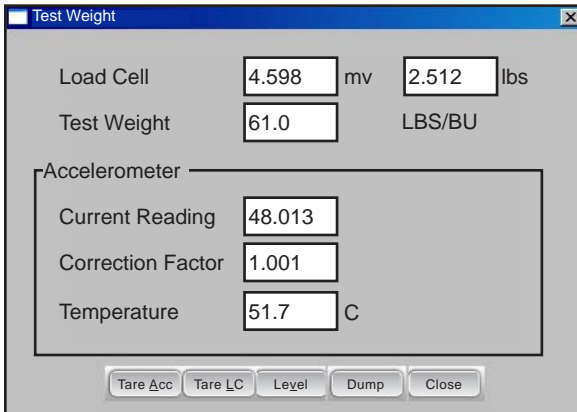 Test Weight
Load Cell 4.598 mv 2.512 lbs
Test Weight 61.0 LBS/BU
Accelerometer
Current Reading 48.013
Correction Factor 1.001
Temperature 51.7 C
Tare Acc Tare LC Level Dump Close